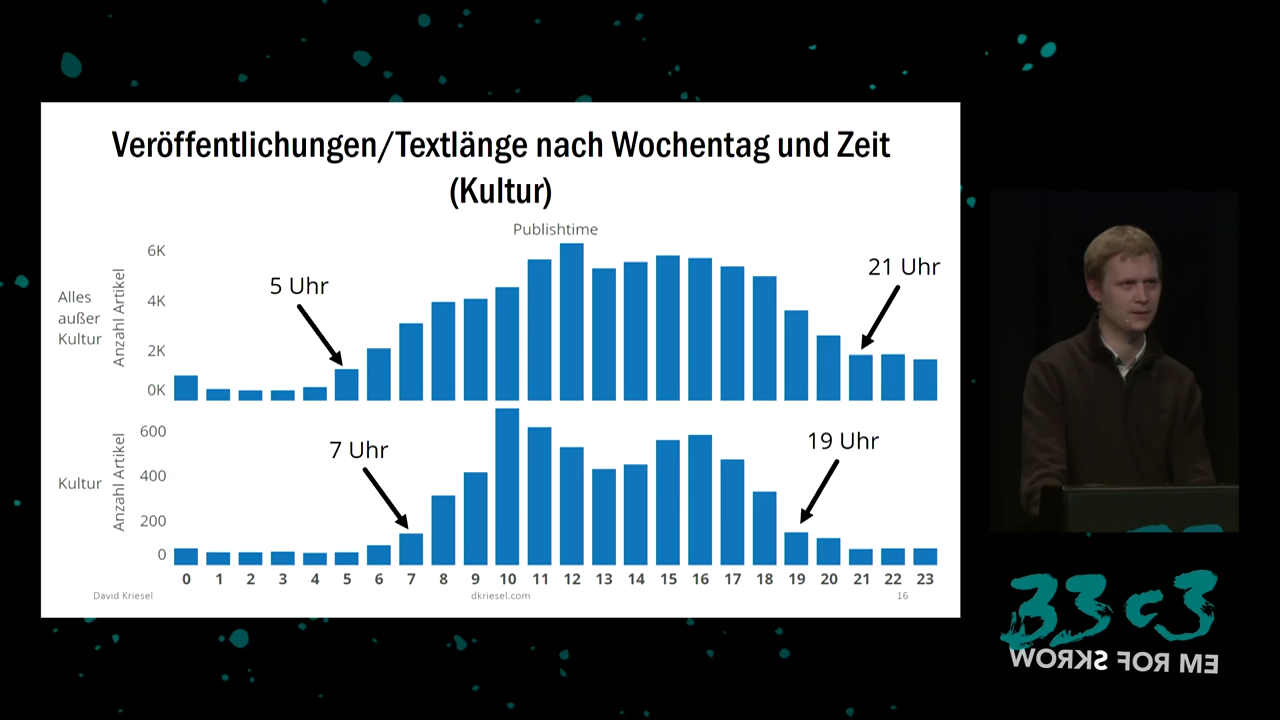 Veröffentlichungen/Textlänge nach Wochentag und Zeit
(Kultur)
Publishtime
Alles
außer
Kultur
Anzahl Artikel
6K
4K
2K
0K
5 Uhr
21 Uhr
Kultur
Anzahl Artikel
600
400
200
0
7 Uhr
19 Uhr
0 1 2 3 4 5 6 7 8 9 10 11 12 13 14 15 16 17 18 19 20 21 22 23
David Kriesel
dkriesel.com
16
33c3
WORKS FOR ME